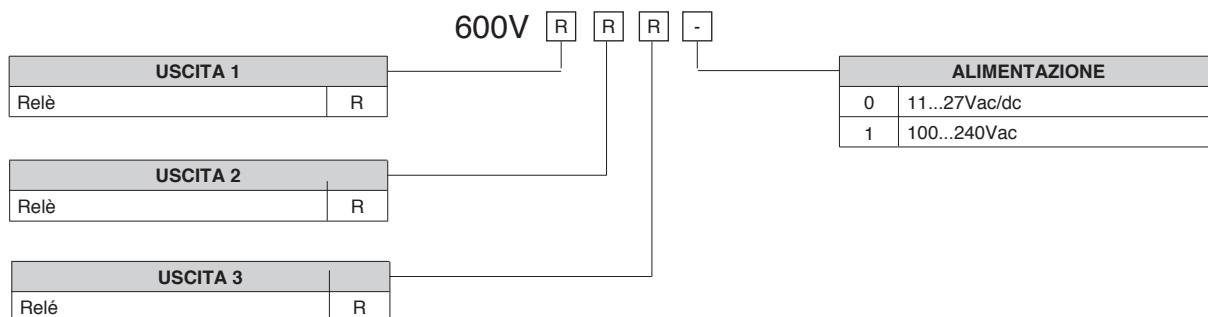 600V R R R -
USCITA 1
Relè R
USCITA 2
Relè R
USCITA 3
Relé R
ALIMENTAZIONE
0 11...27Vac/dc
1 100...240Vac